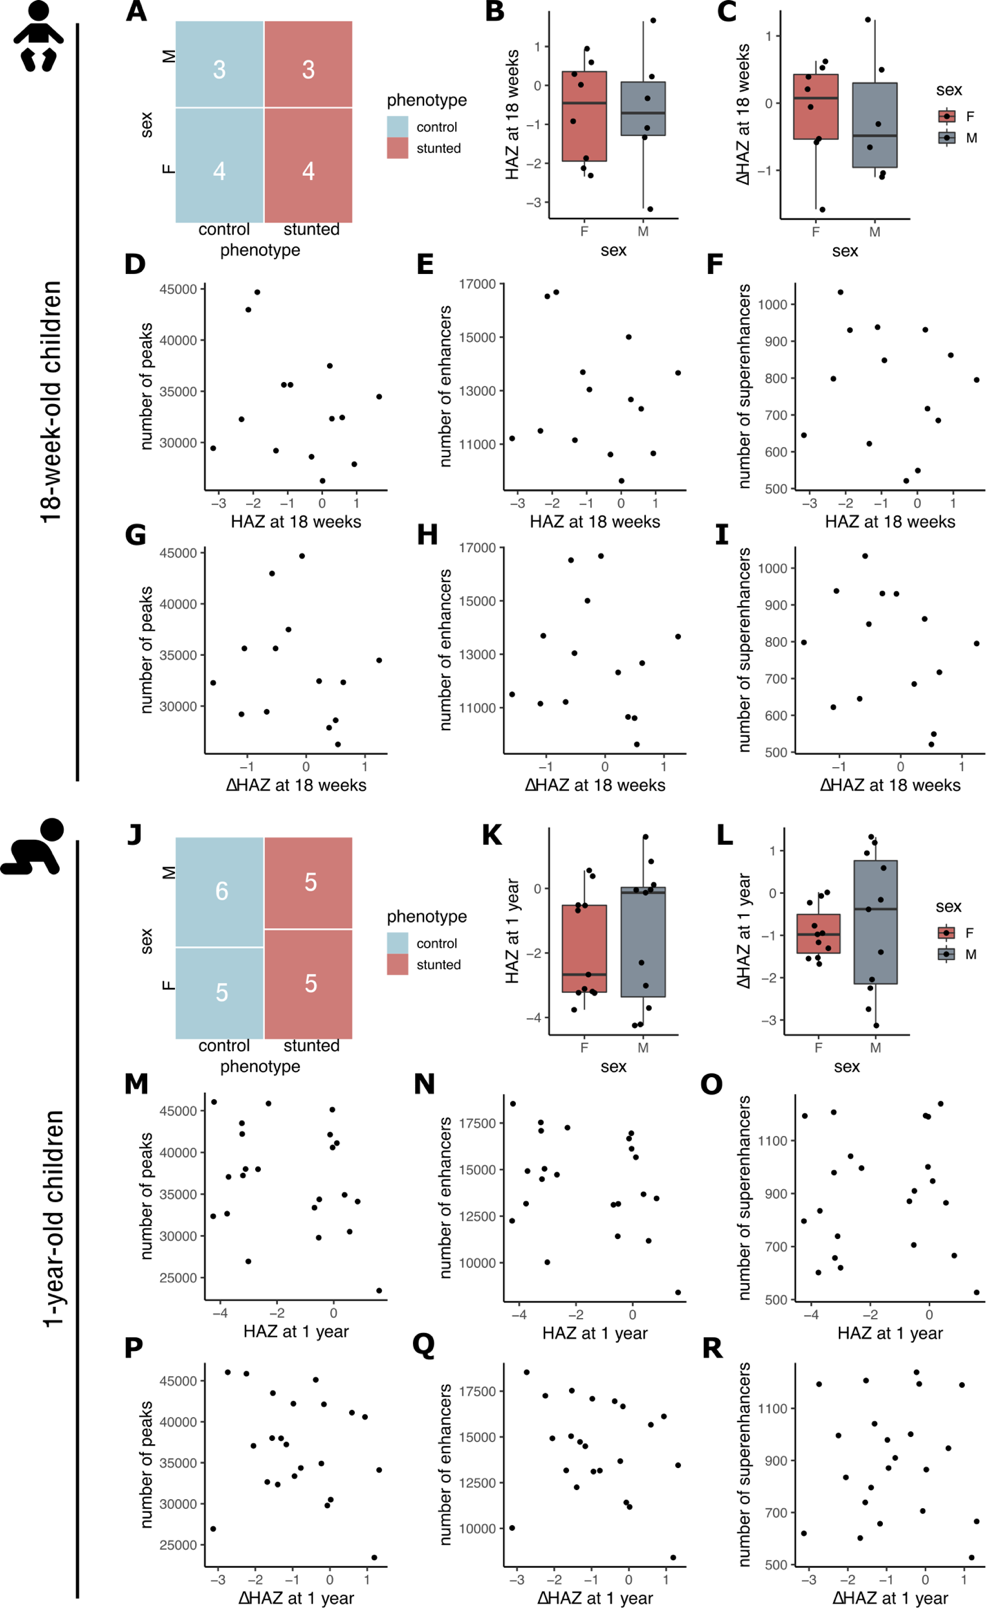 18-week-old children
A
M
sex
F
3
3
4
4
control
stunted
phenotype
phenotype
control
stunted
B
HAZ at 18 weeks
1
0
−1
−2
−3
F
M
sex
C
ΔHAZ at 18 weeks
1
0
−1
F
M
sex
sex
F
M
D
number of peaks
45000
40000
35000
30000
−3 −2 −1 0 1
HAZ at 18 weeks
E
number of enhancers
17000
15000
13000
11000
−3 −2 −1 0 1
HAZ at 18 weeks
F
number of superenhancers
1000
900
800
700
600
500
−3 −2 −1 0 1
HAZ at 18 weeks
G
number of peaks
45000
40000
35000
30000
−1 0 1
ΔHAZ at 18 weeks
H
number of enhancers
17000
15000
13000
11000
−1 0 1
ΔHAZ at 18 weeks
I
number of superenhancers
1000
900
800
700
600
500
−1 0 1
ΔHAZ at 18 weeks
1-year-old children
J
M
sex
F
6
5
5
5
control
stunted
phenotype
phenotype
control
stunted
K
HAZ at 1 year
0
−2
−4
F
M
sex
L
ΔHAZ at 1 year
1
0
−1
−2
−3
F
M
sex
sex
F
M
M
number of peaks
45000
40000
35000
30000
25000
−4 −2 0
HAZ at 1 year
N
number of enhancers
17500
15000
12500
10000
−4 −2 0
HAZ at 1 year
O
number of superenhancers
1100
900
700
500
−4 −2 0
HAZ at 1 year
P
number of peaks
45000
40000
35000
30000
25000
−3 −2 −1 0 1
ΔHAZ at 1 year
Q
number of enhancers
17500
15000
12500
10000
−3 −2 −1 0 1
ΔHAZ at 1 year
R
number of superenhancers
1100
900
700
500
−3 −2 −1 0 1
ΔHAZ at 1 year